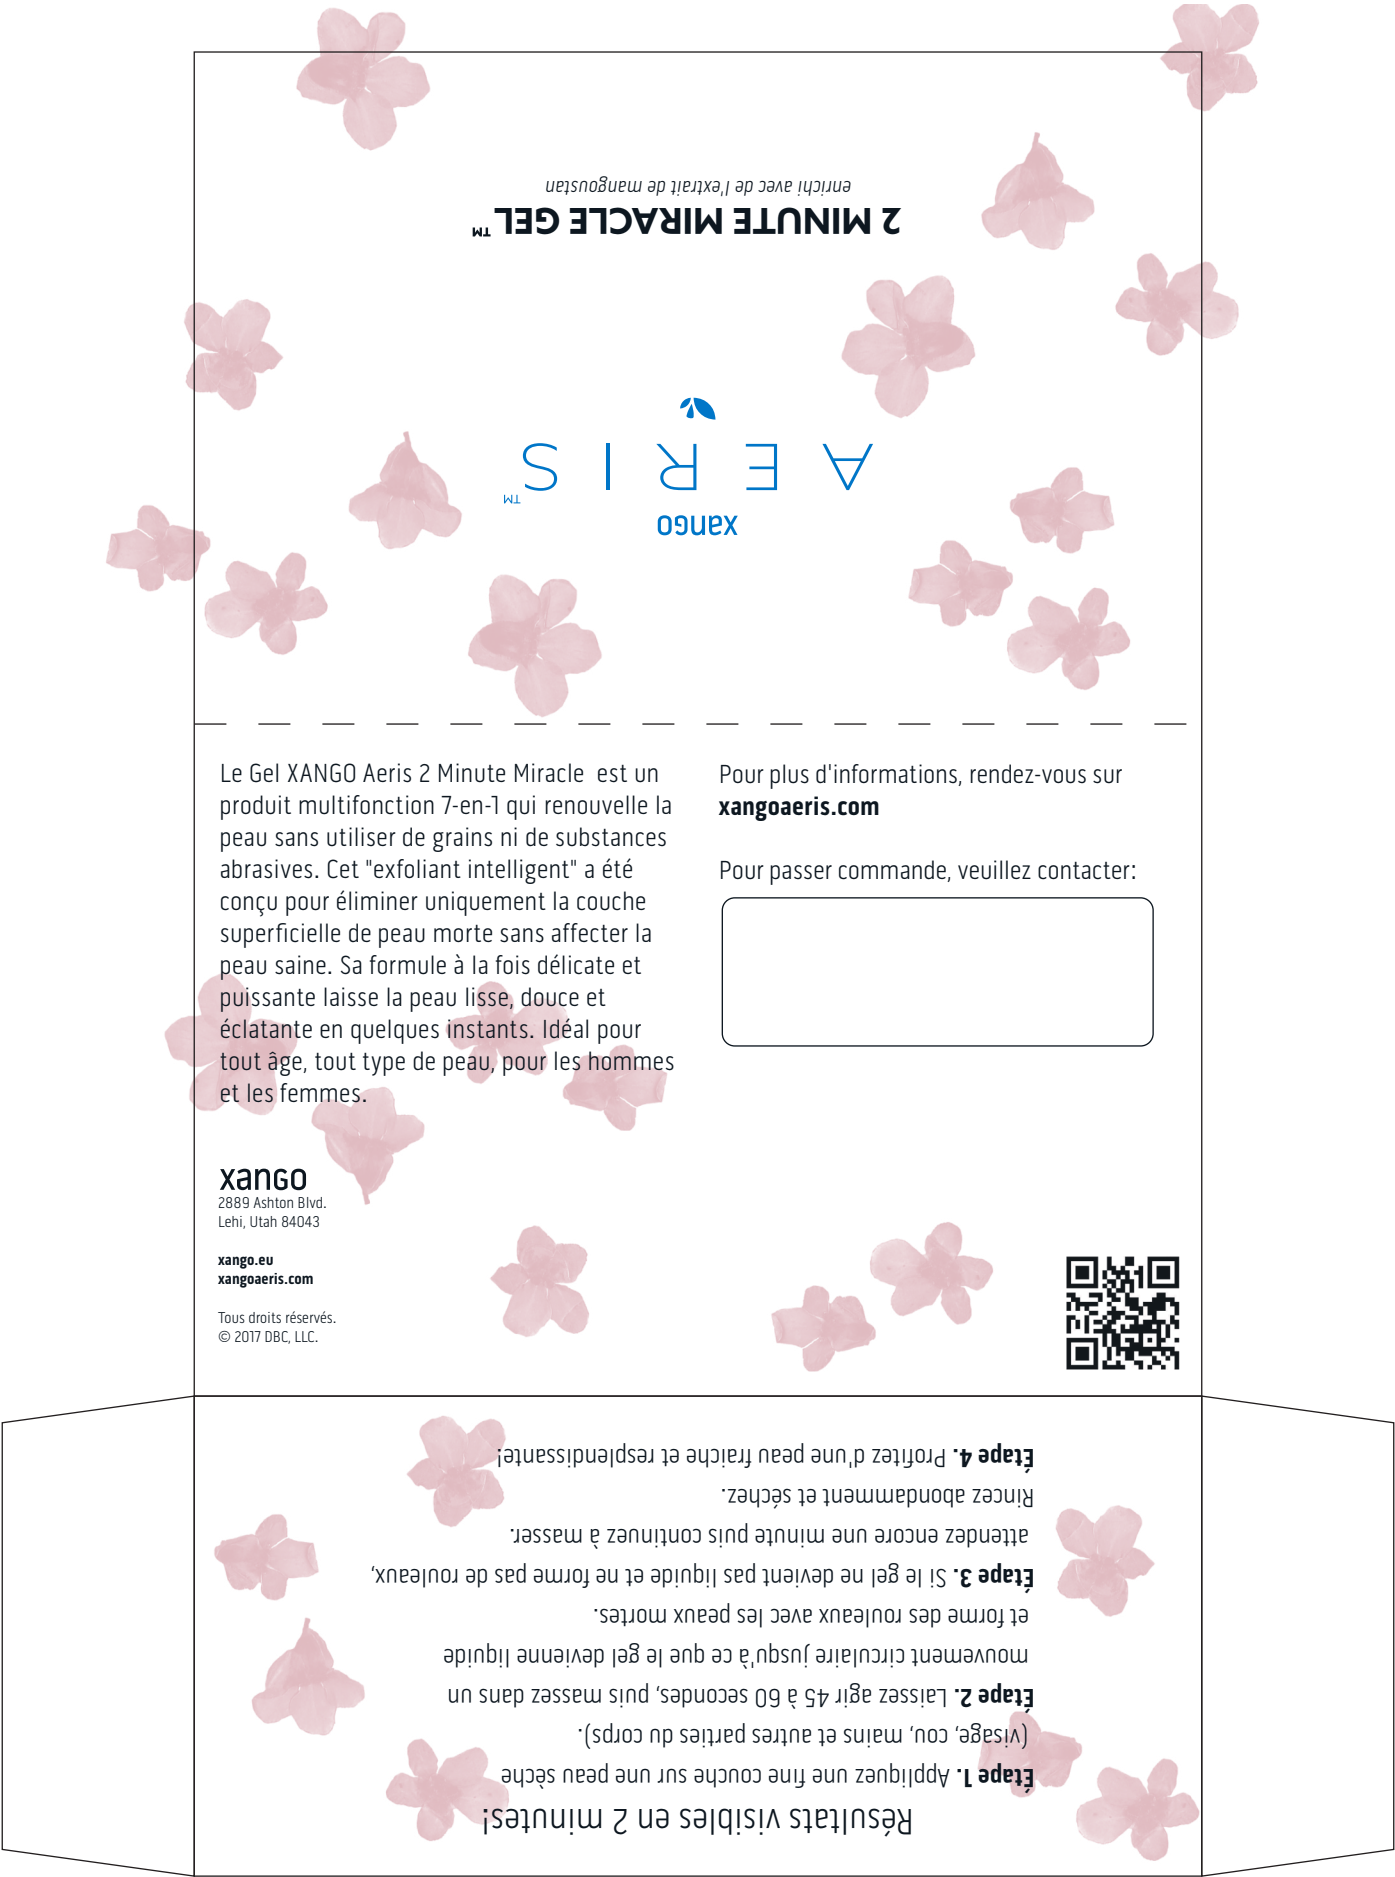 xango
AERIS™
2 MINUTE MIRACLE GEL™
enrichi avec de l'extrait de mangoustan
Le Gel XANGO Aeris 2 Minute Miracle est un
produit multifonction 7-en-1 qui renouvelle la
peau sans utiliser de grains ni de substances
abrasives. Cet "exfoliant intelligent" a été
conçu pour éliminer uniquement la couche
superficielle de peau morte sans affecter la
peau saine. Sa formule à la fois délicate et
puissante laisse la peau lisse, douce et
éclatante en quelques instants. Idéal pour
tout âge, tout type de peau, pour les hommes
et les femmes.
xango
2889 Ashton Blvd.
Lehi, Utah 84043
xango.eu
xangoaeris.com
Tous droits réservés.
© 2017 DBC, LLC.
Pour plus d'informations, rendez-vous sur
xangoaeris.com
Pour passer commande, veuillez contacter:
Résultats visibles en 2 minutes!
Étape 1. Appliquez une fine couche sur une peau sèche
(visage, cou, mains et autres parties du corps).
Étape 2. Laissez agir 45 à 60 secondes, puis massez dans un
mouvement circulaire jusqu'à ce que le gel devienne liquide
et forme des rouleaux avec les peaux mortes.
Étape 3. Si le gel ne devient pas liquide et ne forme pas de rouleaux,
attendez encore une minute puis continuez à masser.
Rincez abondamment et séchez.
Étape 4. Profitez d'une peau fraiche et resplendissante!